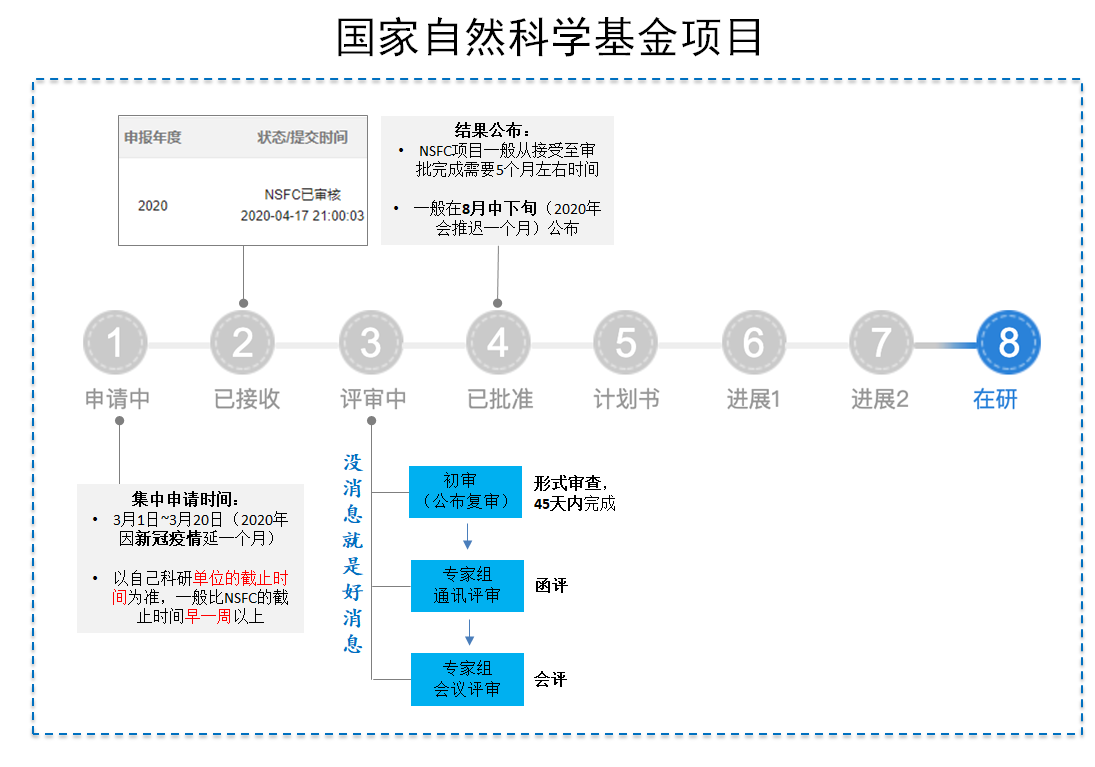 国家自然科学基金项目
申报年度 状态/提交时间
2020
NSFC已审核
2020-04-17 21:00:03
结果公布：
• NSFC项目一般从接受至审
批完成需要5个月左右时间
• 一般在8月中下旬（2020年
会推迟一个月）公布
1 2 3 4 5 6 7 8
申请中 已接收 评审中 已批准 计划书 进展1 进展2 在研
集中申请时间：
• 3月1日~3月20日（2020年
因新冠疫情延一个月）
• 以自己科研单位的截止时
间为准，一般比NSFC的截
止时间早一周以上
没消息就是好消息
初审
（公布复审）
形式审查，
45天内完成
专家组
通讯评审
函评
专家组
会议评审
会评